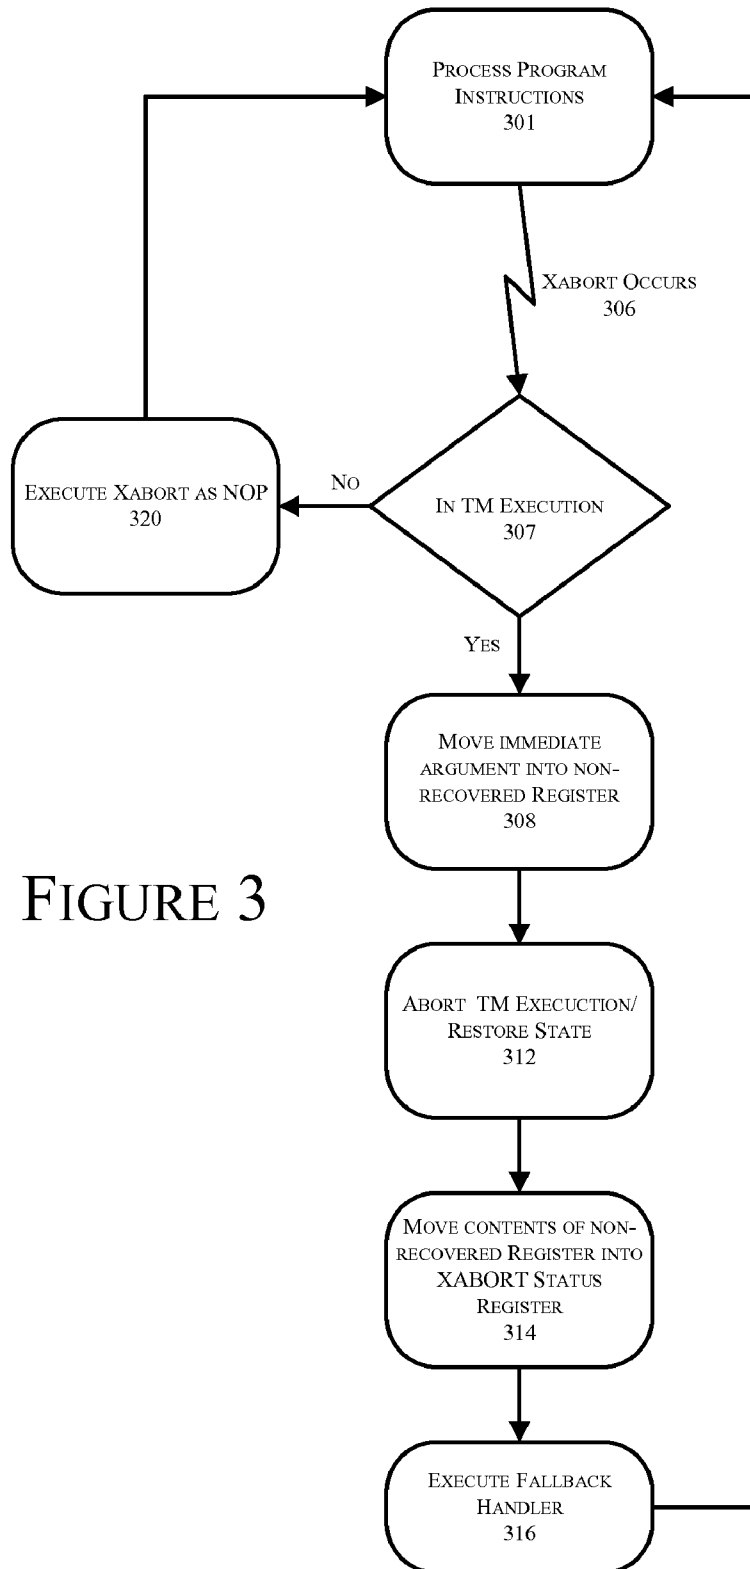 PROCESS PROGRAM
INSTRUCTIONS
301
XABORT OCCURS
306
IN TM EXECUTION
307
NO
EXECUTE XABORT AS NOP
320
YES
MOVE IMMEDIATE
ARGUMENT INTO NON-
RECOVERED REGISTER
308
FIGURE 3
ABORT TM EXECUCTION/
RESTORE STATE
312
MOVE CONTENTS OF NON-
RECOVERED REGISTER INTO
XABORT STATUS
REGISTER
314
EXECUTE FALLBACK
HANDLER
316